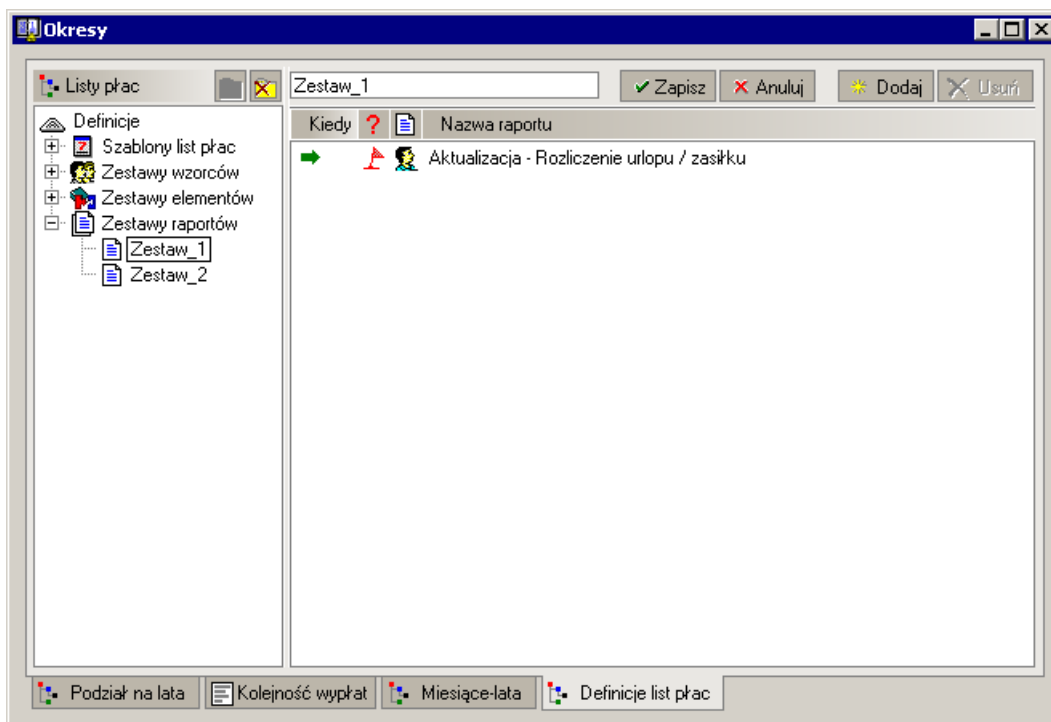 Okresy
Listy płac
Zestaw_1 Zapisz Anuluj Dodaj Usuń
Definicje
Szablony list płac
Zestawy wzorców
Zestawy elementów
Zestawy raportów
Zestaw_1
Zestaw_2
Kiedy ? Nazwa raportu
Aktualizacja - Rozliczenie urlopu / zasiłku
Podział na lata Kolejność wypłat Miesiące-lata Definicje list płac